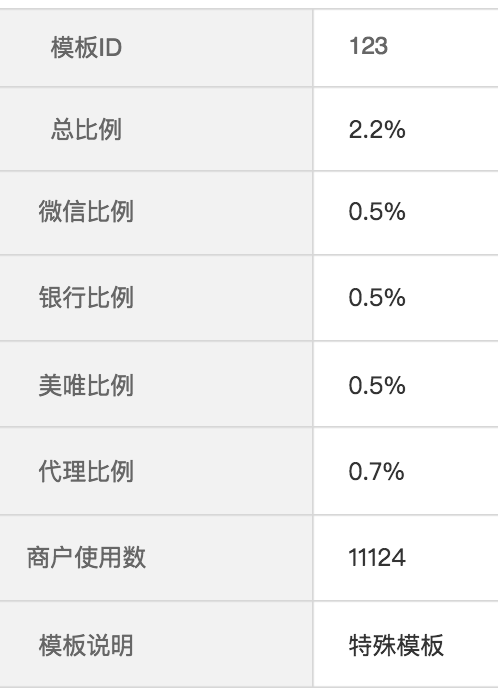 模板ID 123
总比例 2.2%
微信比例 0.5%
银行比例 0.5%
美唯比例 0.5%
代理比例 0.7%
商户使用数 11124
模板说明 特殊模板